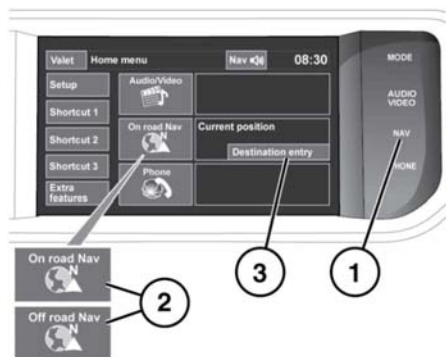 Valet Home menu Nav 08:30
Setup
Shortcut 1
Shortcut 2
Shortcut 3
Extra
features
Audio/Video
On road Nav
N
Phone
Current position
Destination entry
MODE
AUDIO
VIDEO
NAV
HONE
On road Nav
N
Off road Nav
N
1
2
3